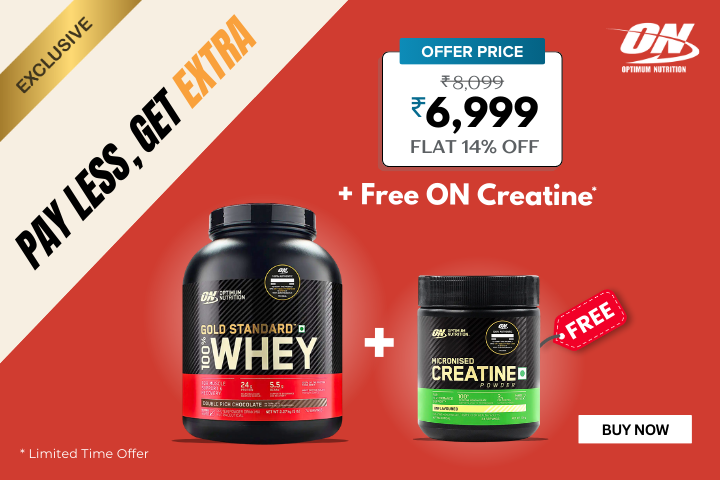 EXCLUSIVE
PAY LESS, GET EXTRA
OFFER PRICE
₹8,099
₹6,999
FLAT 14% OFF
+ Free ON Creatine*
ON
OPTIMUM NUTRITION
ON OPTIMUM
NUTRITION
GOLD STANDARD
100% WHEY
24g
5.5g
DOUBLE RICH CHOCOLATE
+
ON OPTIMUM
NUTRITION
MICRONISED
CREATINE
POWDER
UNFLAVOURED
FREE
BUY NOW
* Limited Time Offer